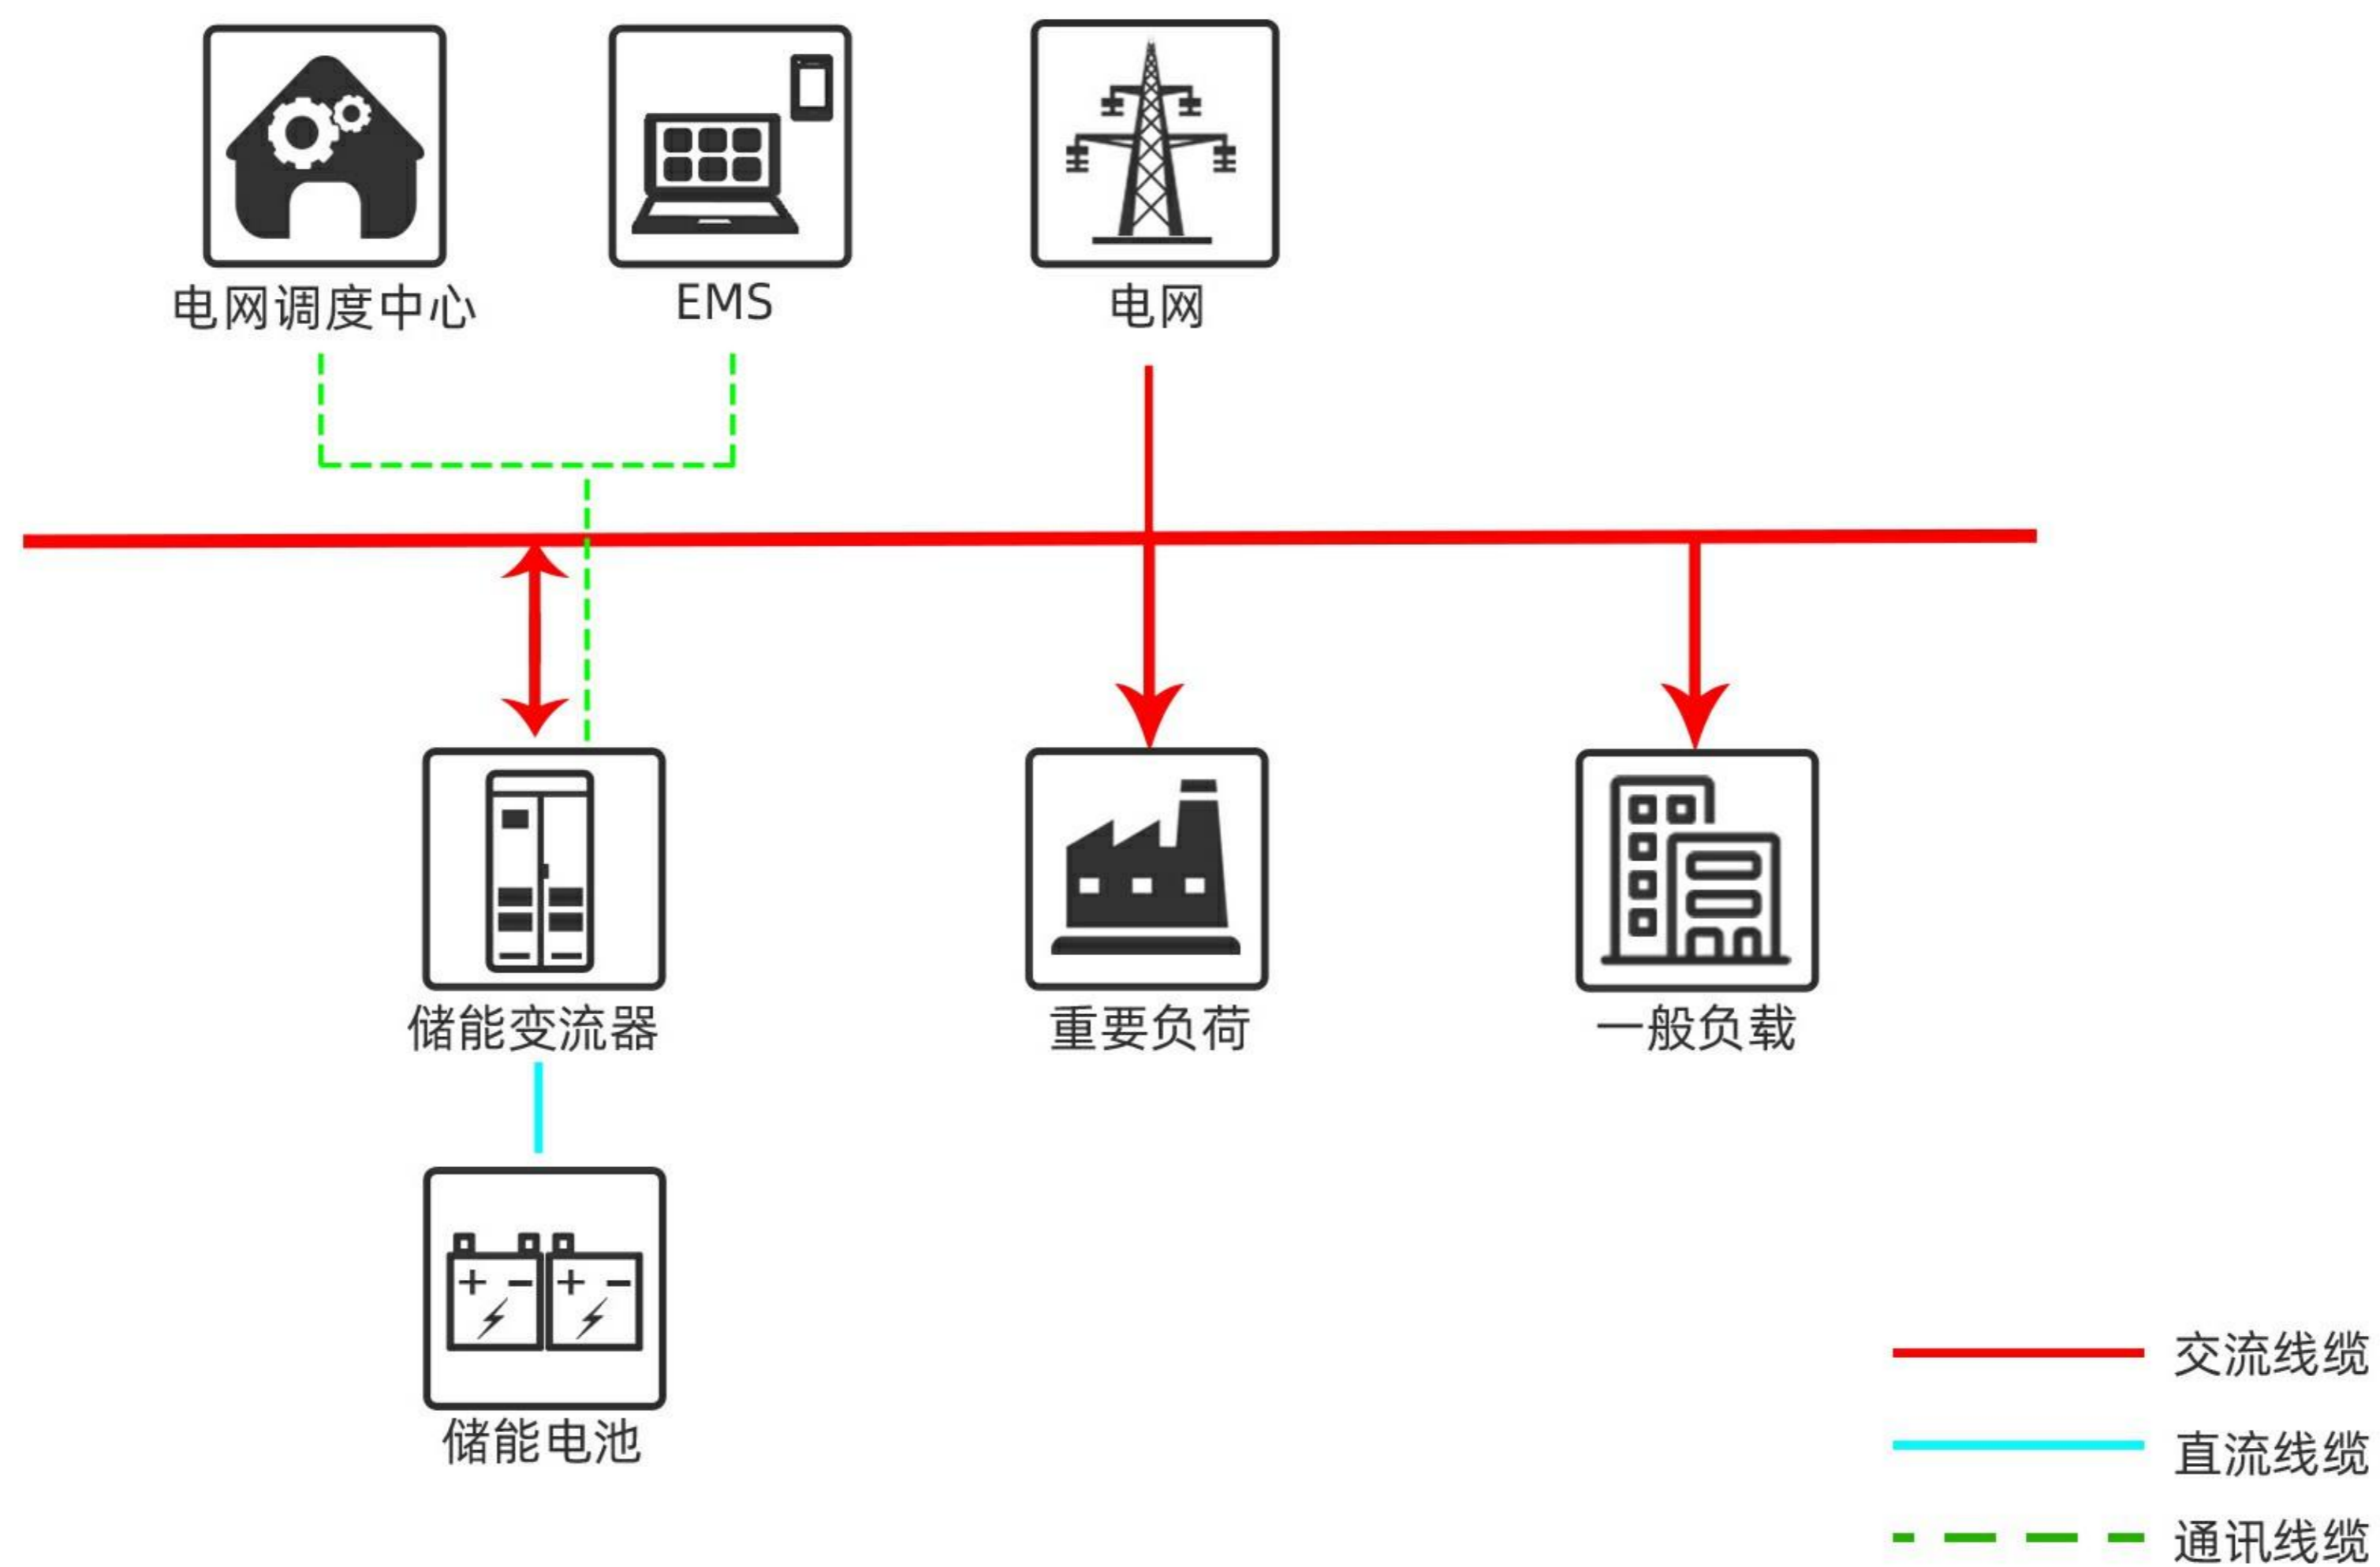 电网调度中心
EMS
电网
储能变流器
重要负荷
一般负载
储能电池
交流线缆
直流线缆
通讯线缆